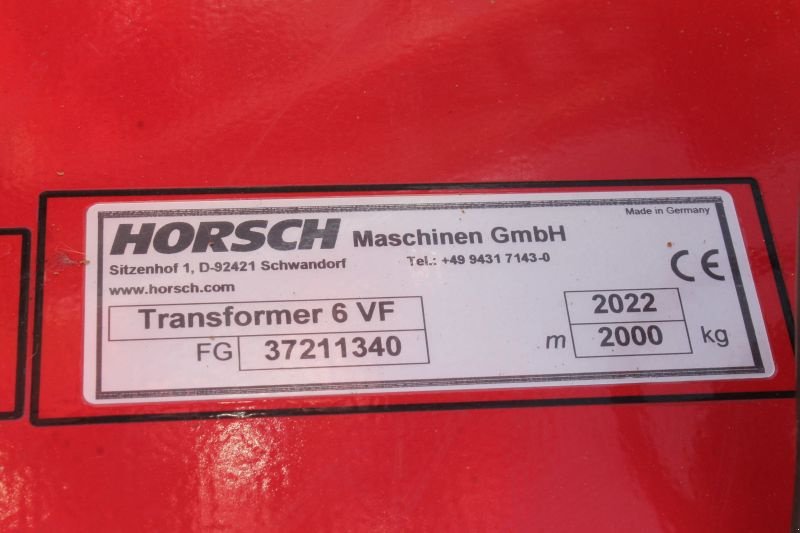 HORSCH Maschinen GmbH
Made in Germany
Sitzenhof 1, D-92421 Schwandorf Tel.: +49 9431 7143-0
www.horsch.com
CE
Transformer 6 VF
2022
FG 37211340
m 2000 kg